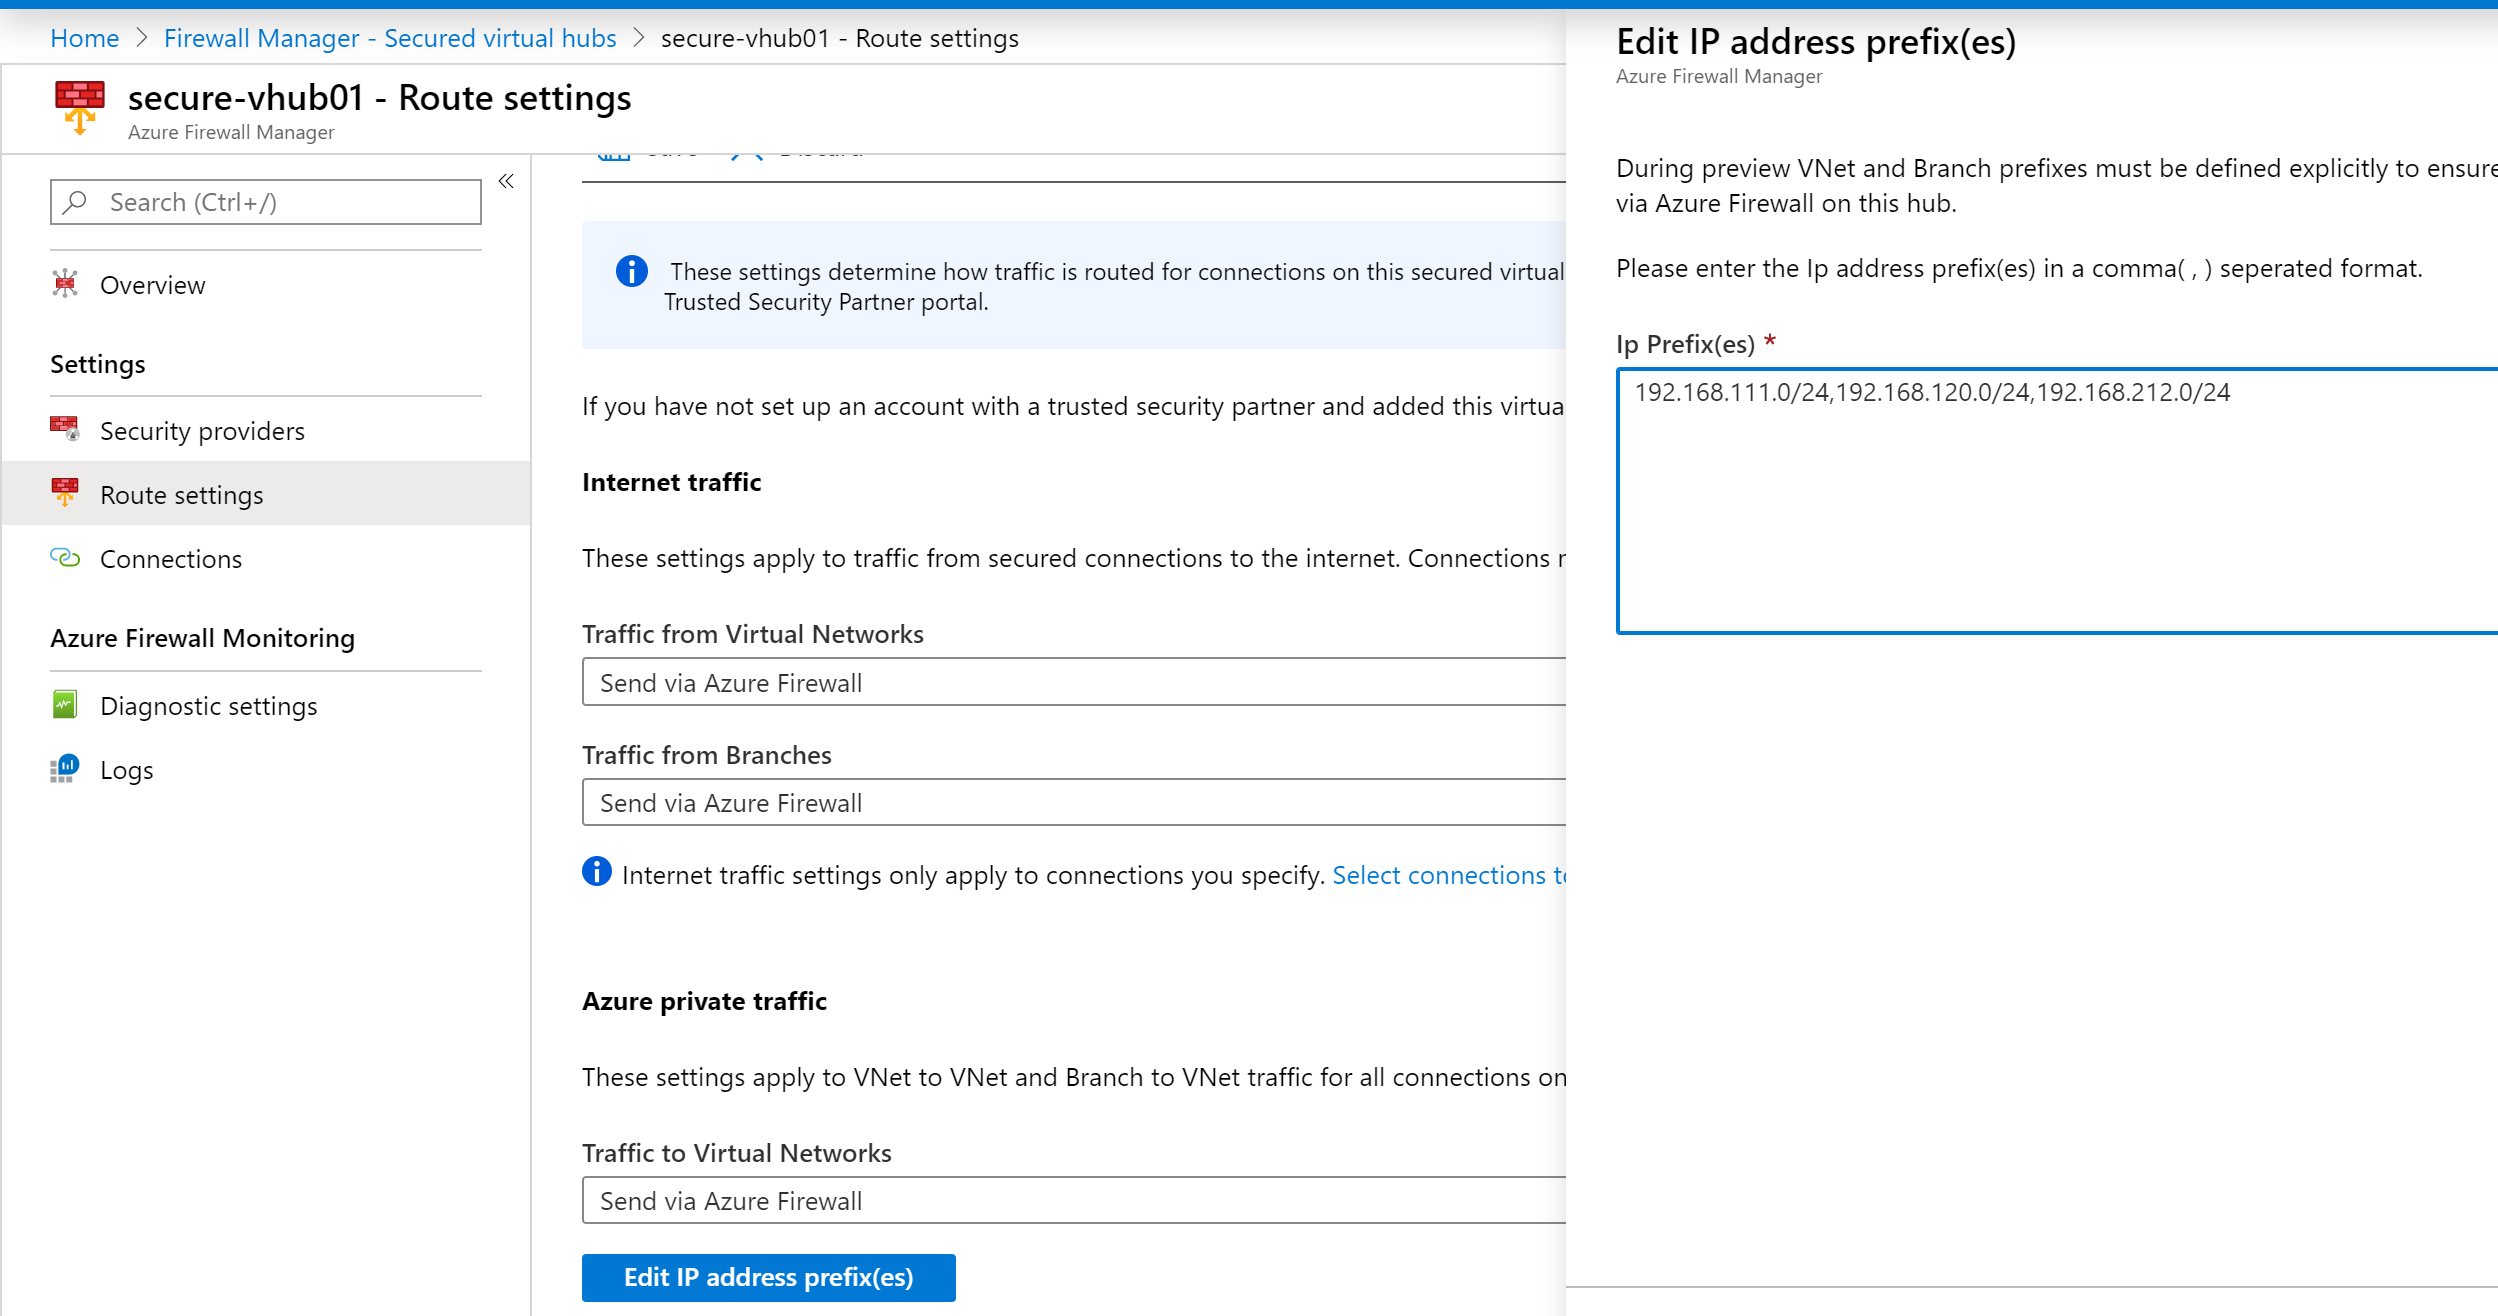 Home > Firewall Manager - Secured virtual hubs > secure-vhub01 - Route settings
secure-vhub01 - Route settings
Azure Firewall Manager
Search (Ctrl+/)
«
Overview
Settings
Security providers
Route settings
Connections
Azure Firewall Monitoring
Diagnostic settings
Logs
Save Discard
These settings determine how traffic is routed for connections on this secured virtual
Trusted Security Partner portal.
If you have not set up an account with a trusted security partner and added this virtua
Internet traffic
These settings apply to traffic from secured connections to the internet. Connections
Traffic from Virtual Networks
Send via Azure Firewall
Traffic from Branches
Send via Azure Firewall
Internet traffic settings only apply to connections you specify. Select connections to
Azure private traffic
These settings apply to VNet to VNet and Branch to VNet traffic for all connections on
Traffic to Virtual Networks
Send via Azure Firewall
Edit IP address prefix(es)
Edit IP address prefix(es)
Azure Firewall Manager
During preview VNet and Branch prefixes must be defined explicitly to ensure
via Azure Firewall on this hub.
Please enter the Ip address prefix(es) in a comma( , ) seperated format.
Ip Prefix(es) *
192.168.111.0/24,192.168.120.0/24,192.168.212.0/24